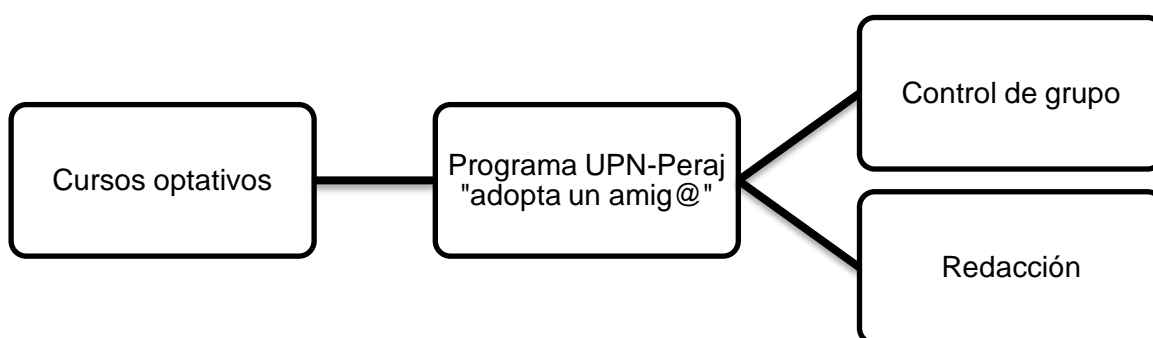 Cursos optativos
Programa UPN-Peraj
"adopta un amig@"
Control de grupo
Redacción